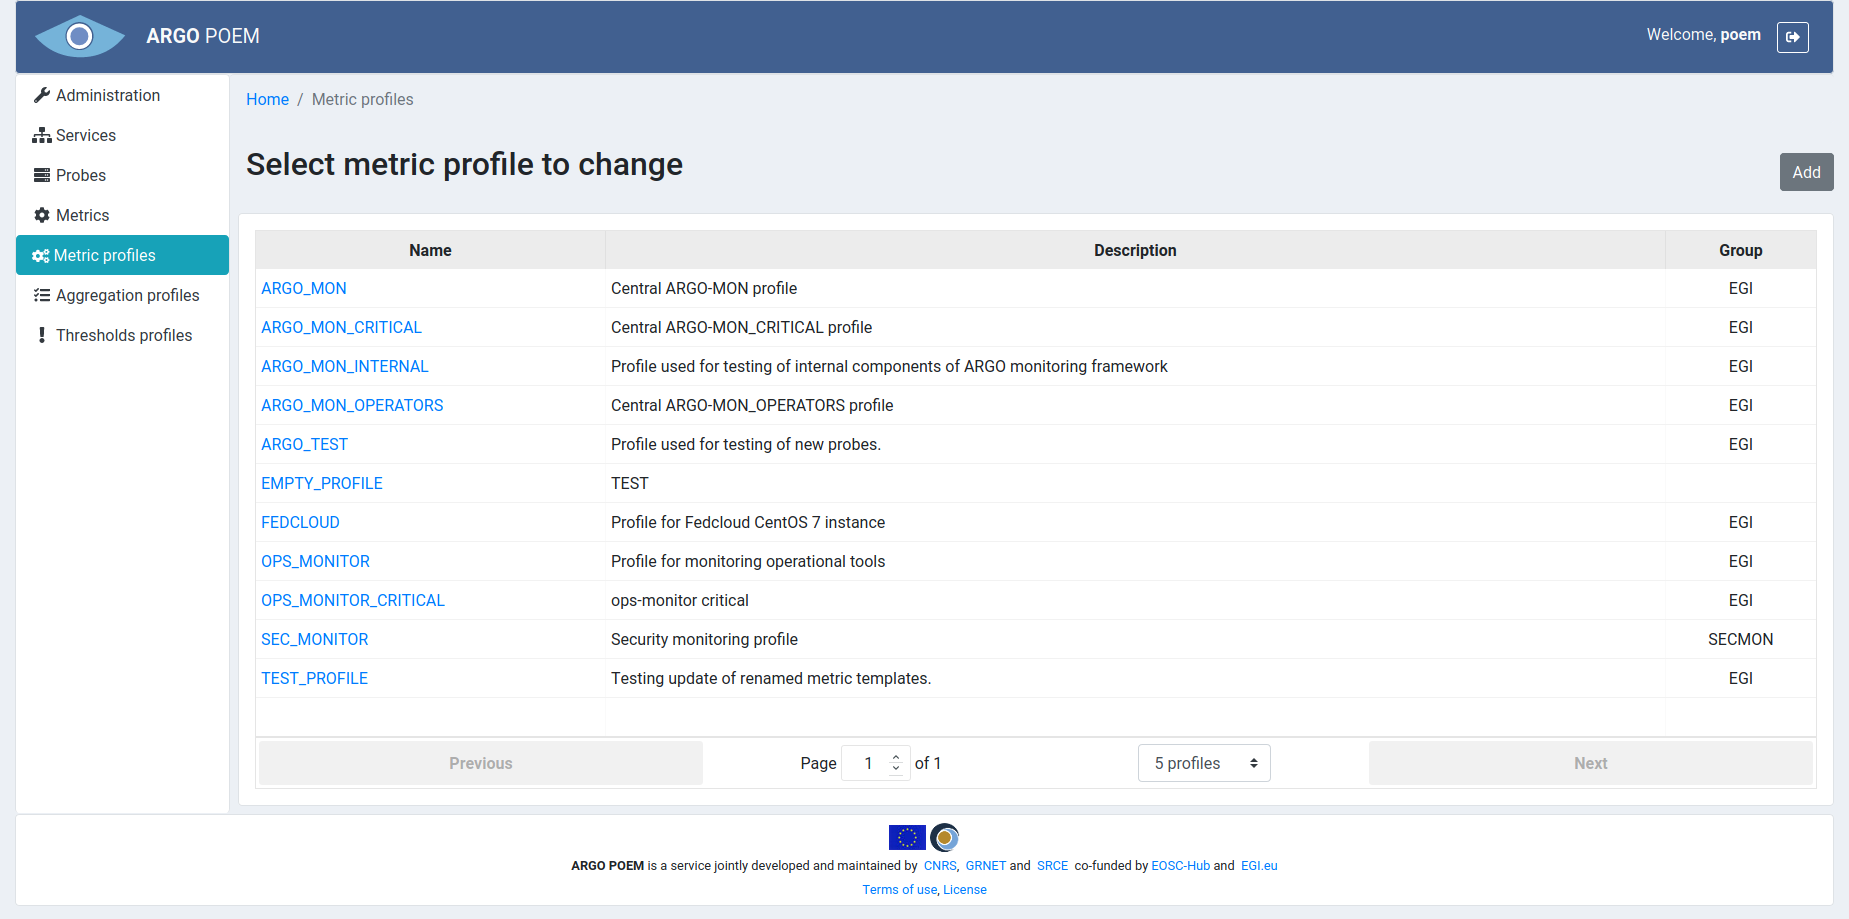 ARGO POEM
Welcome, poem
Administration
Services
Probes
Metrics
Metric profiles
Aggregation profiles
Thresholds profiles
Home / Metric profiles
Select metric profile to change
Add
Name Description Group
ARGO_MON Central ARGO-MON profile EGI
ARGO_MON_CRITICAL Central ARGO-MON_CRITICAL profile EGI
ARGO_MON_INTERNAL Profile used for testing of internal components of ARGO monitoring framework EGI
ARGO_MON_OPERATORS Central ARGO-MON_OPERATORS profile EGI
ARGO_TEST Profile used for testing of new probes. EGI
EMPTY_PROFILE TEST
FEDCLOUD Profile for Fedcloud CentOS 7 instance EGI
OPS_MONITOR Profile for monitoring operational tools EGI
OPS_MONITOR_CRITICAL ops-monitor critical EGI
SEC_MONITOR Security monitoring profile SECMON
TEST_PROFILE Testing update of renamed metric templates. EGI
Previous Page 1 of 1 5 profiles Next
ARGO POEM is a service jointly developed and maintained by CNRS, GRNET and SRCE co-funded by EOSC-Hub and EGI.eu
Terms of use, License